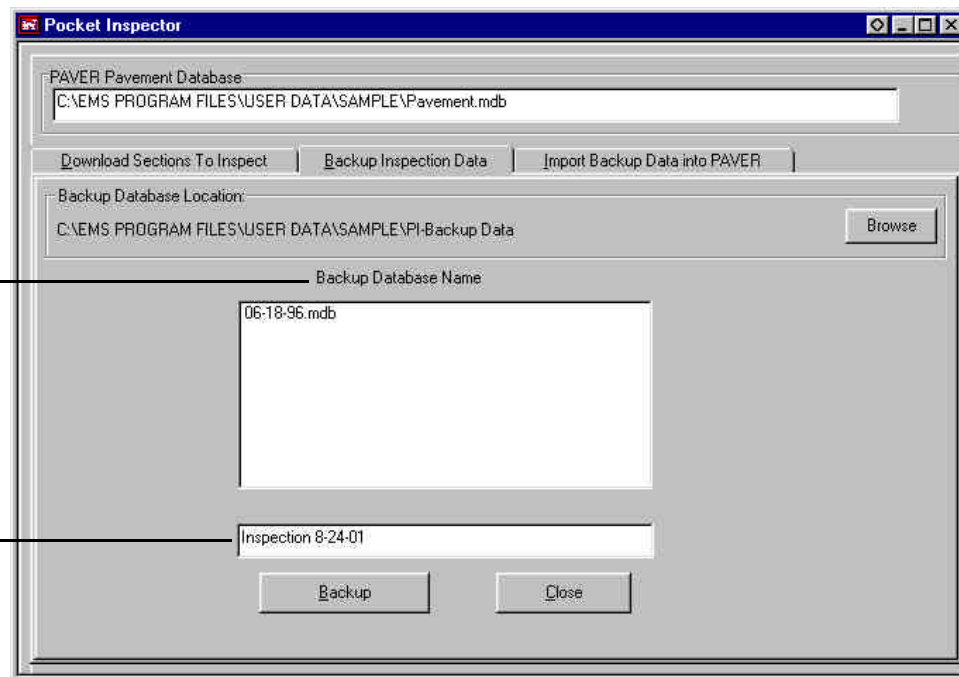 Pocket Inspector
PAVER Pavement Database
C:\EMS PROGRAM FILES\USER DATA\SAMPLE\Pavement.mdb
Download Sections To Inspect
Backup Inspection Data
Import Backup Data into PAVER
Backup Database Location:
C:\EMS PROGRAM FILES\USER DATA\SAMPLE\PI-Backup Data
Browse
Backup Database Name
06-18-96.mdb
Inspection 8-24-01
Backup
Close